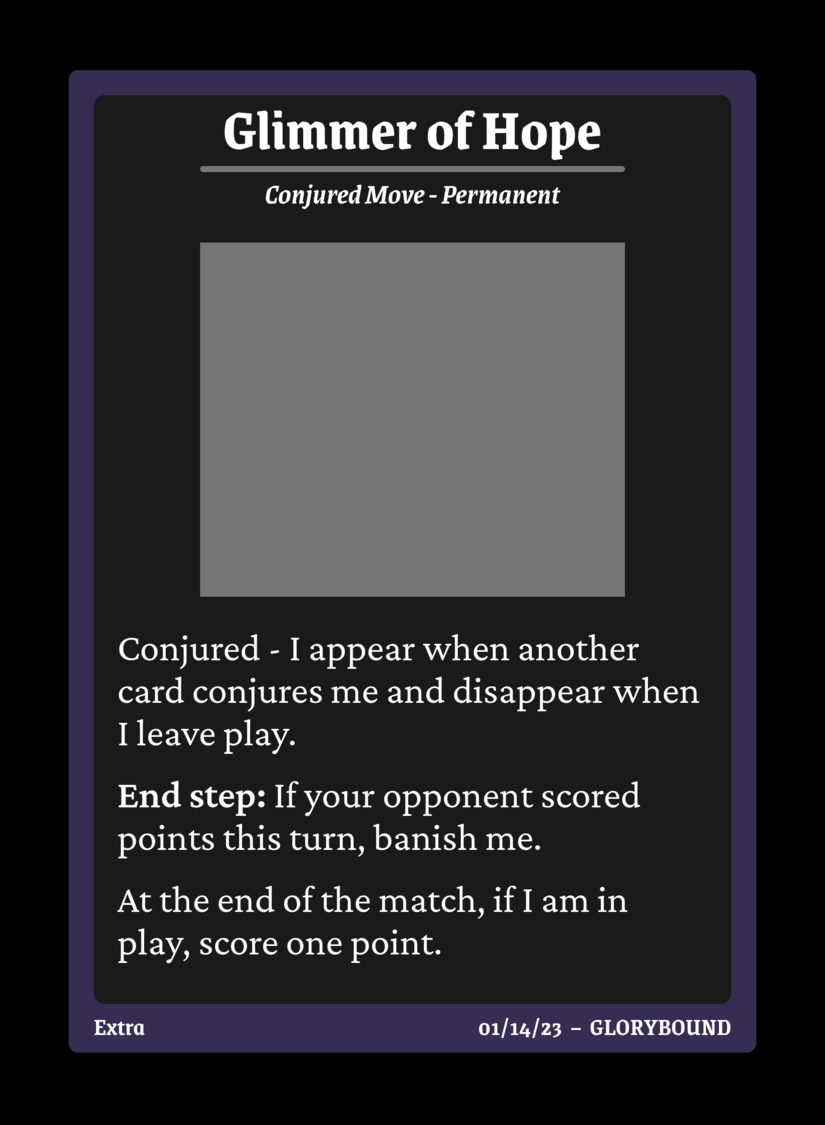 Glimmer of Hope
Conjured Move - Permanent
Conjured - I appear when another
card conjures me and disappear when
I leave play.
End step: If your opponent scored
points this turn, banish me.
At the end of the match, if I am in
play, score one point.
Extra
01/14/23 – GLORYBOUND